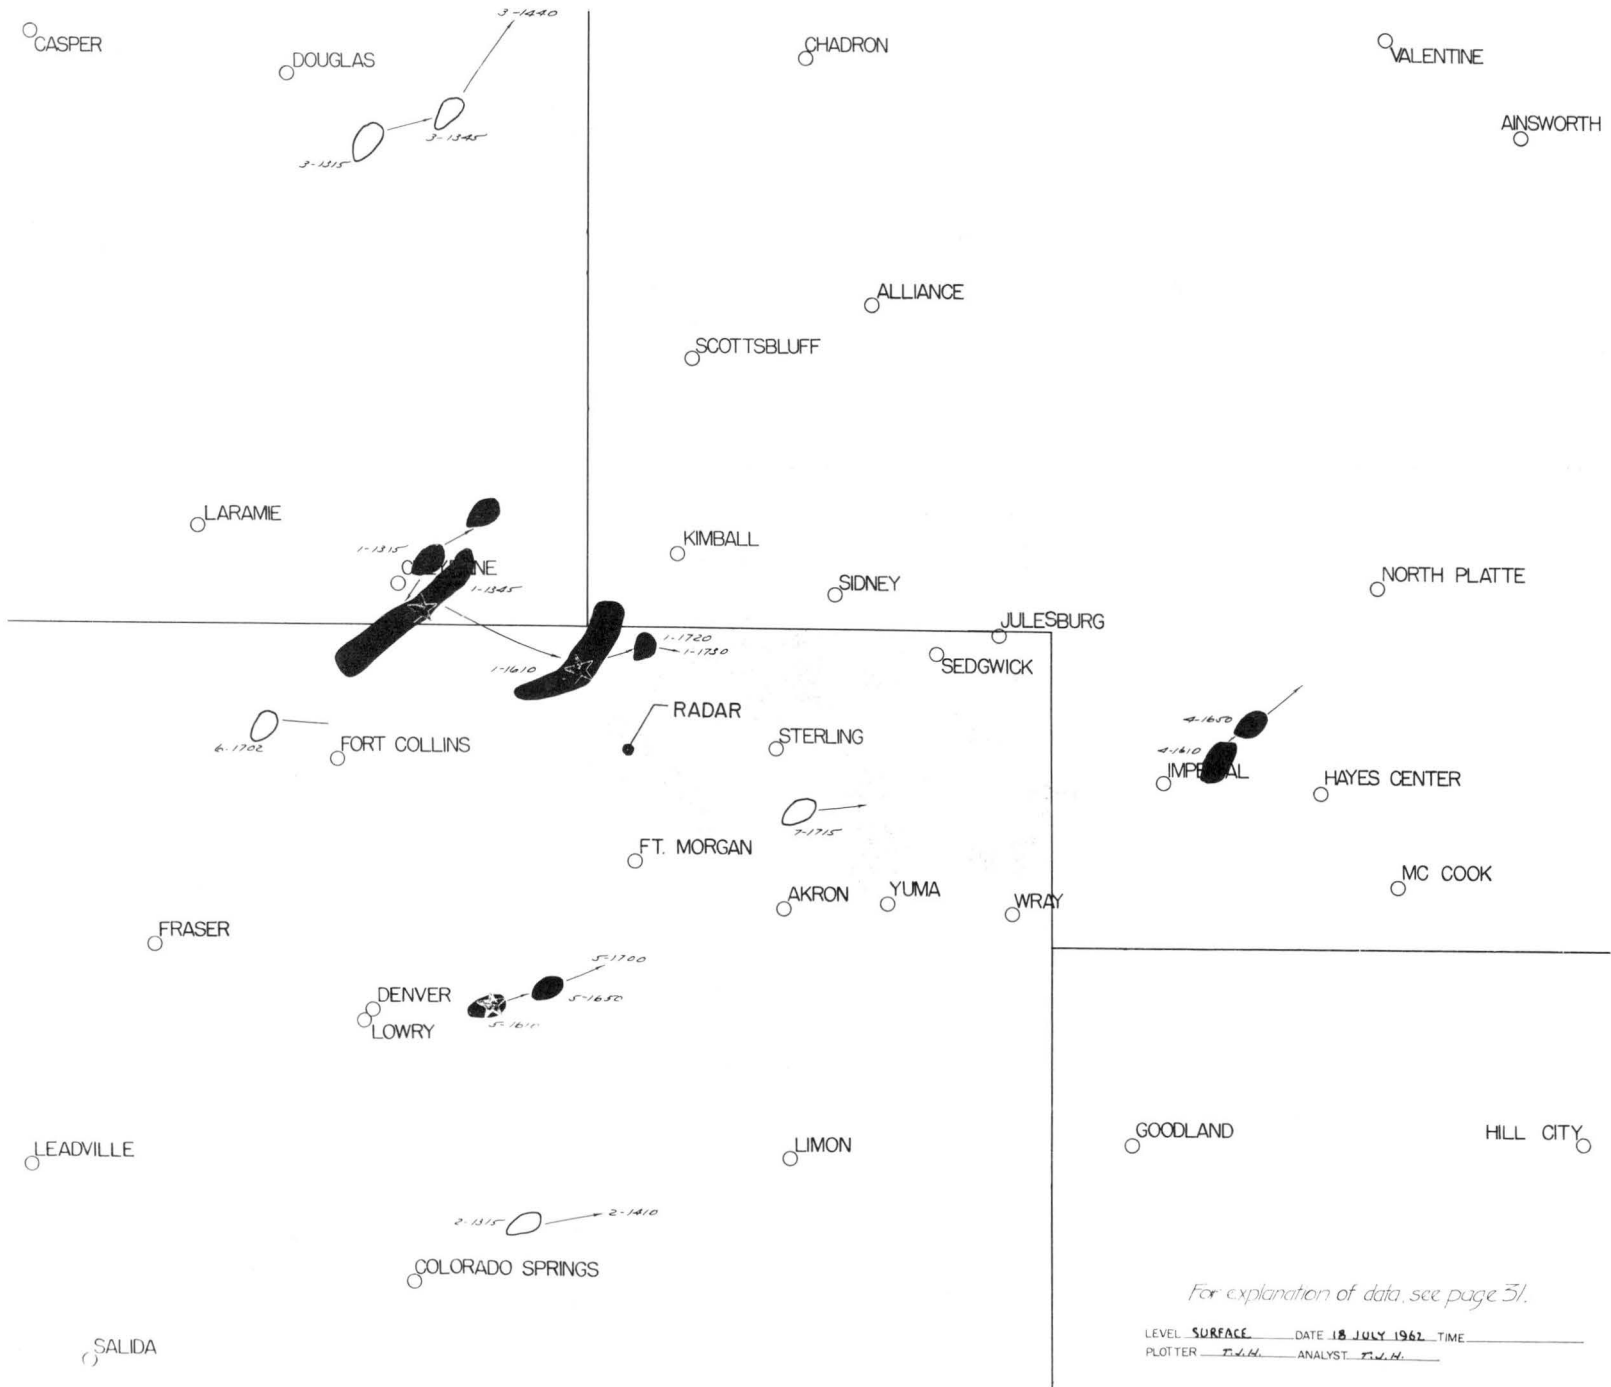 3-1440
CASPER
CHADRON
VALENTINE
DOUGLAS
AINSWORTH
3-1345
3-1315
ALLIANCE
SCOTTSBLUFF
LARAMIE
KIMBALL
1-1315
NORTH PLATTE
1-1345
SIDNEY
JULESBURG
1-1720
1-1730
SEDGWICK
1-1610
RADAR
4-1650
STERLING
6-1702
FORT COLLINS
4-1610
HAYES CENTER
7-1715
FT. MORGAN
MC COOK
AKRON
YUMA
WRAY
FRASER
5-1700
DENVER
5-1650
LOWRY
GOODLAND
HILL CITY
LEADVILLE
LIMON
2-1315
2-1410
COLORADO SPRINGS
For explanation of data, see page 31.
LEVEL SURFACE DATE 18 JULY 1962 TIME
SALIDA
PLOTTER T.J.H. ANALYST T.J.H.